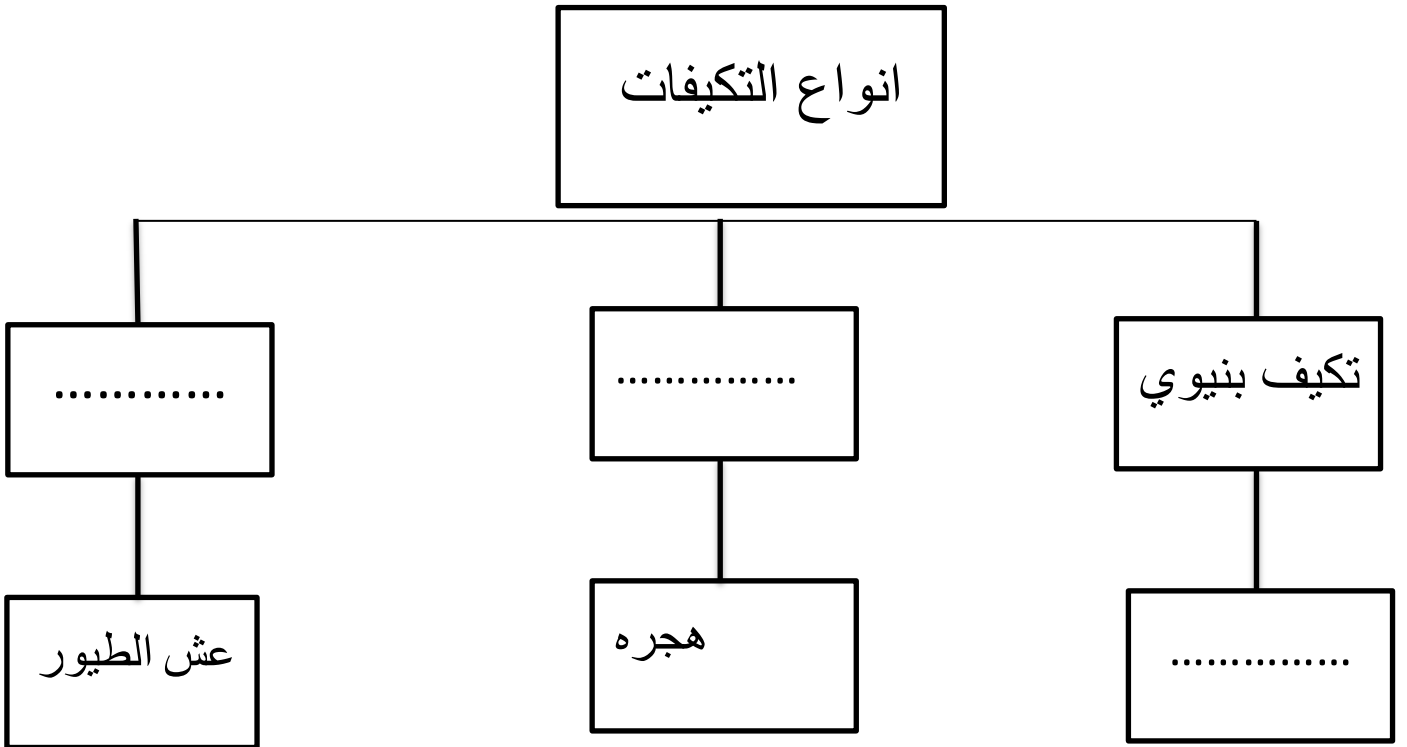 انواع التكيفات
تكيف بنيوي
...............
............
...............
هجره
عش الطيور